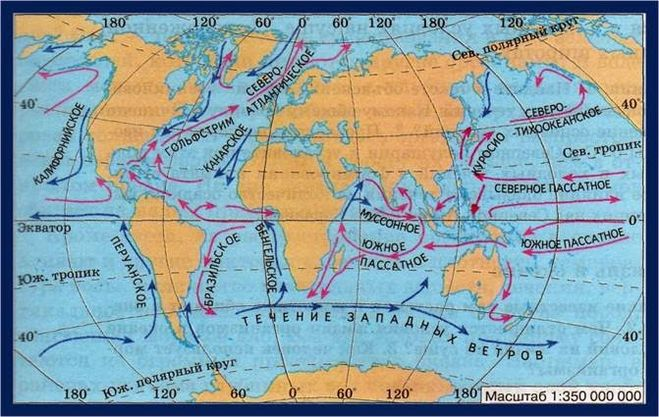 180° 120° 60° 0° 60° 120° 180° 120°
Сев. полярный круг
СЕВЕРО-
АТЛАНТИЧЕСКОЕ
40°
40°
КАЛИФОРНИЙСКОЕ
ГОЛЬФСТРИМ
КАНАРСКОЕ
КУРОСИО
СЕВЕРО-
-ТИХООКЕАНСКОЕ
Сев. тропик
СЕВЕРНОЕ ПАССАТНОЕ
Экватор
0°
МУССОННОЕ
ЮЖНОЕ
ПАССАТНОЕ
ЮЖНОЕ ПАССАТНОЕ
ПЕРУАНСКОЕ
БРАЗИЛЬСКОЕ
БЕНГЕЛЬСКОЕ
Юж. тропик
ТЕЧЕНИЕ ЗАПАДНЫХ ВЕТРОВ
40°
40°
Юж. полярный круг
180° 120° 60° 0° 60° 120° 180°
Масштаб 1:350 000 000